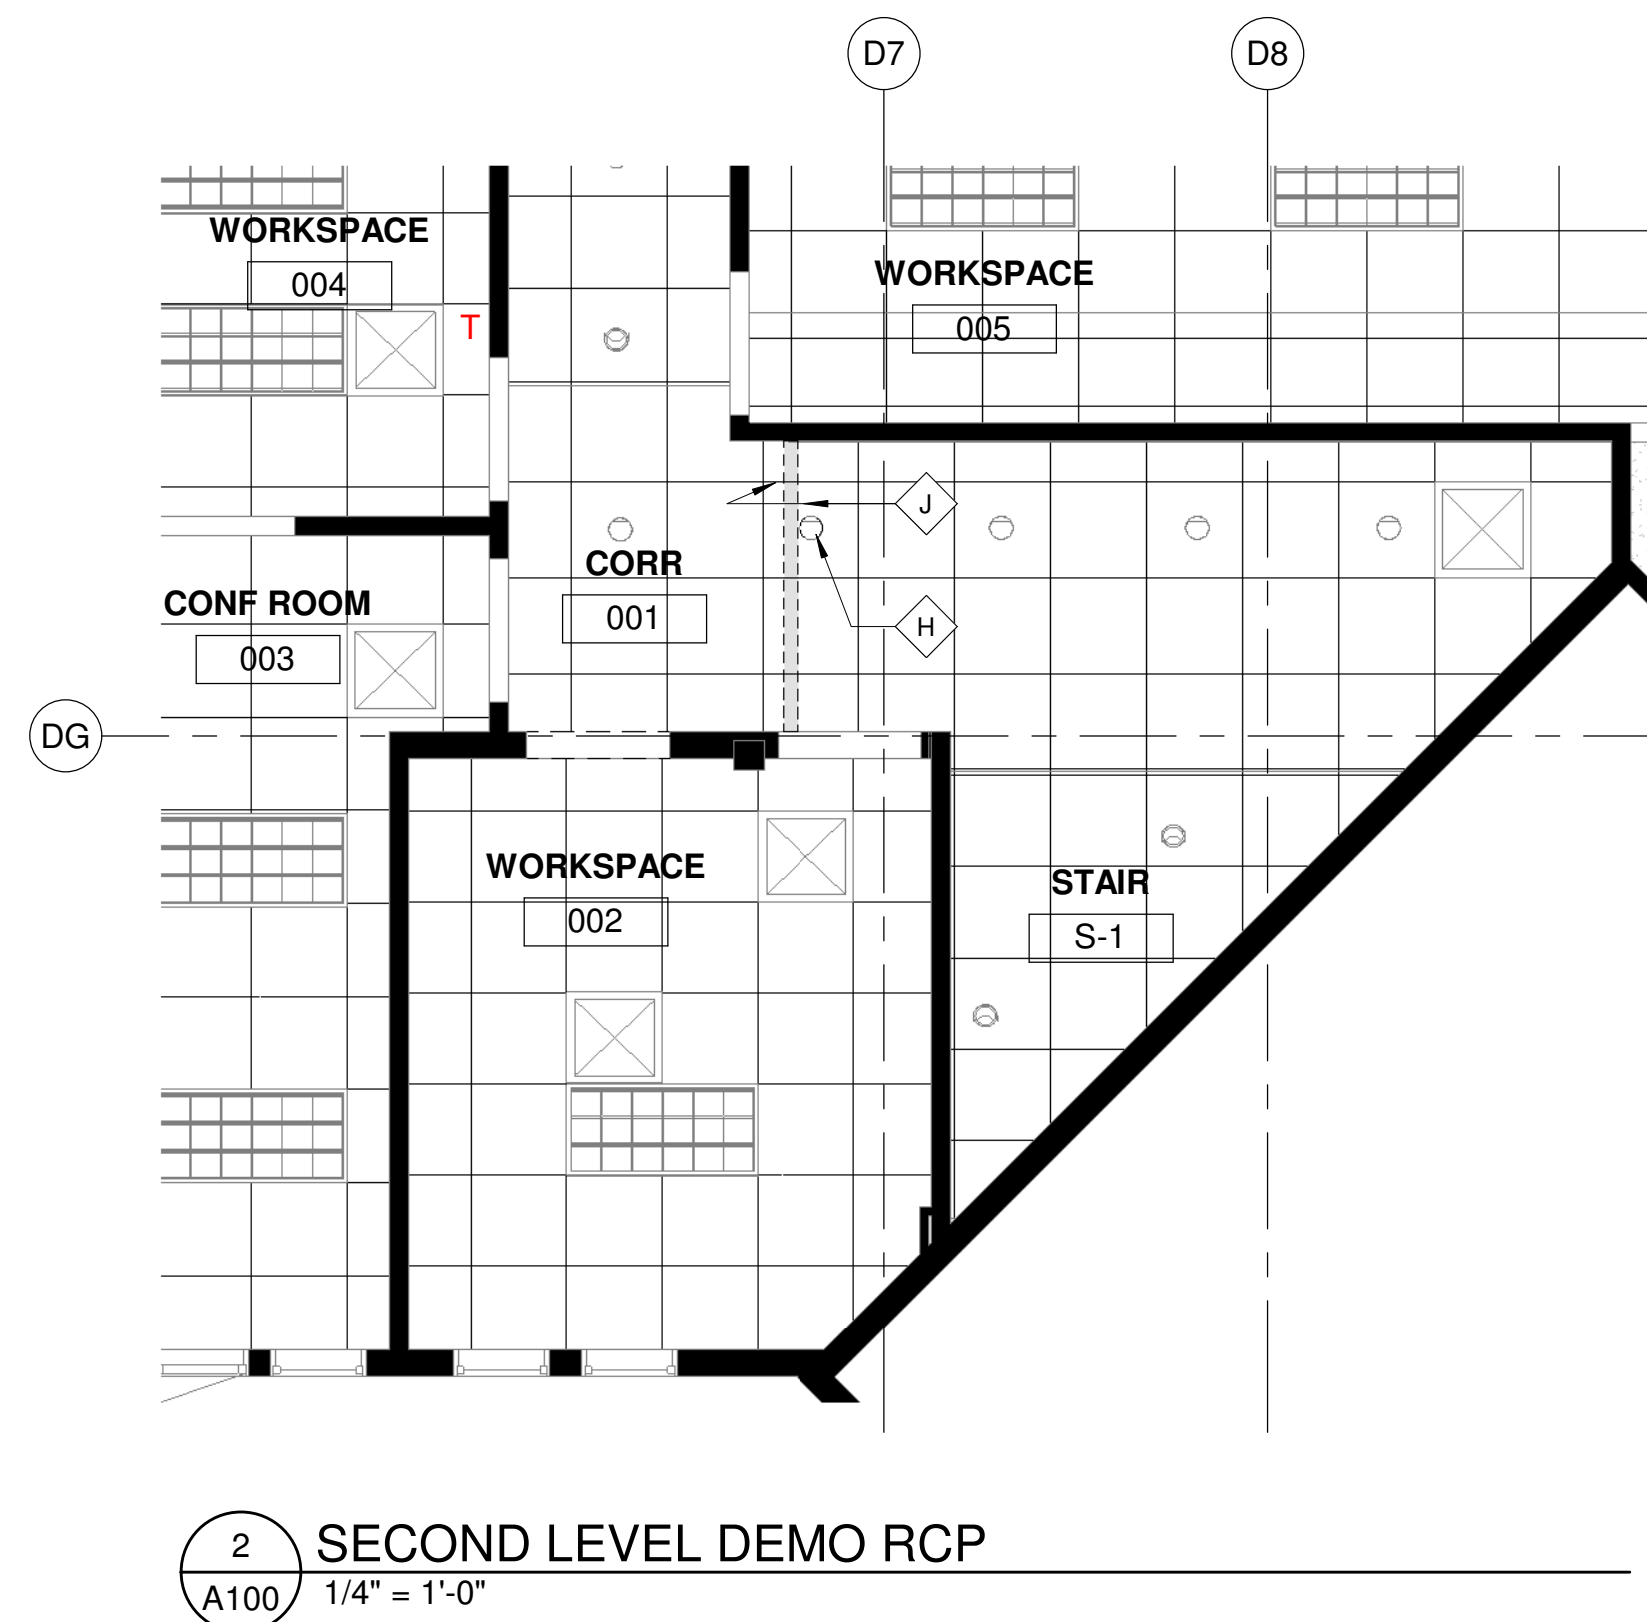 D7
D8
WORKSPACE
004
T
WORKSPACE
005
J
CORR
001
H
CONF ROOM
003
DG
WORKSPACE
002
STAIR
S-1
2
A100
SECOND LEVEL DEMO RCP
1/4" = 1'-0"